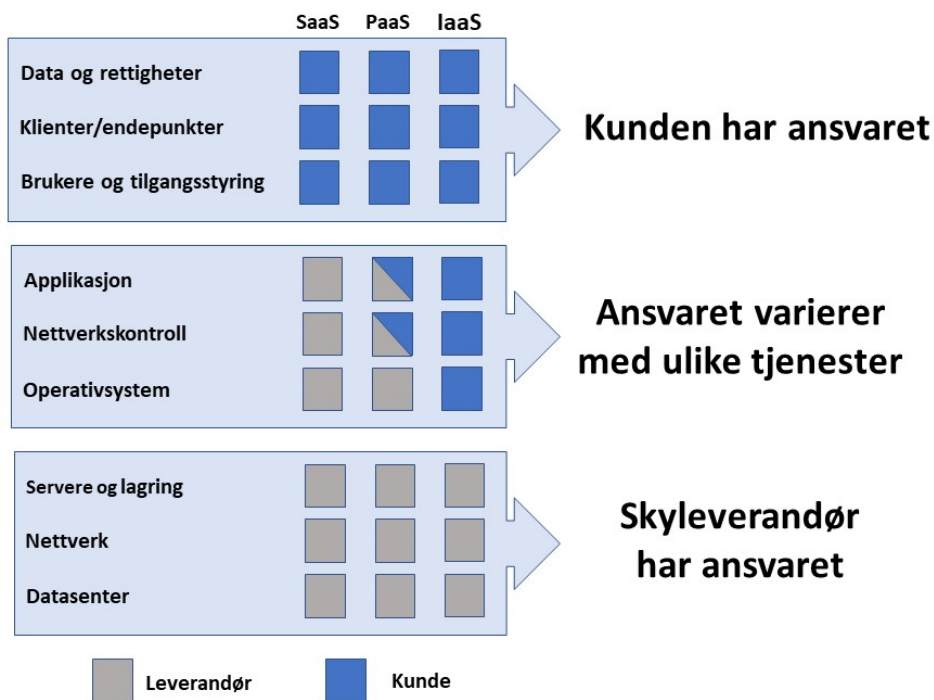 SaaS PaaS IaaS
Data og rettigheter
Klienter/endepunkter
Brukere og tilgangsstyring
Kunden har ansvaret
Applikasjon
Nettverkskontroll
Operativsystem
Ansvaret varierer
med ulike tjenester
Servere og lagring
Nettverk
Datasenter
Skyleverandør
har ansvaret
Leverandør Kunde